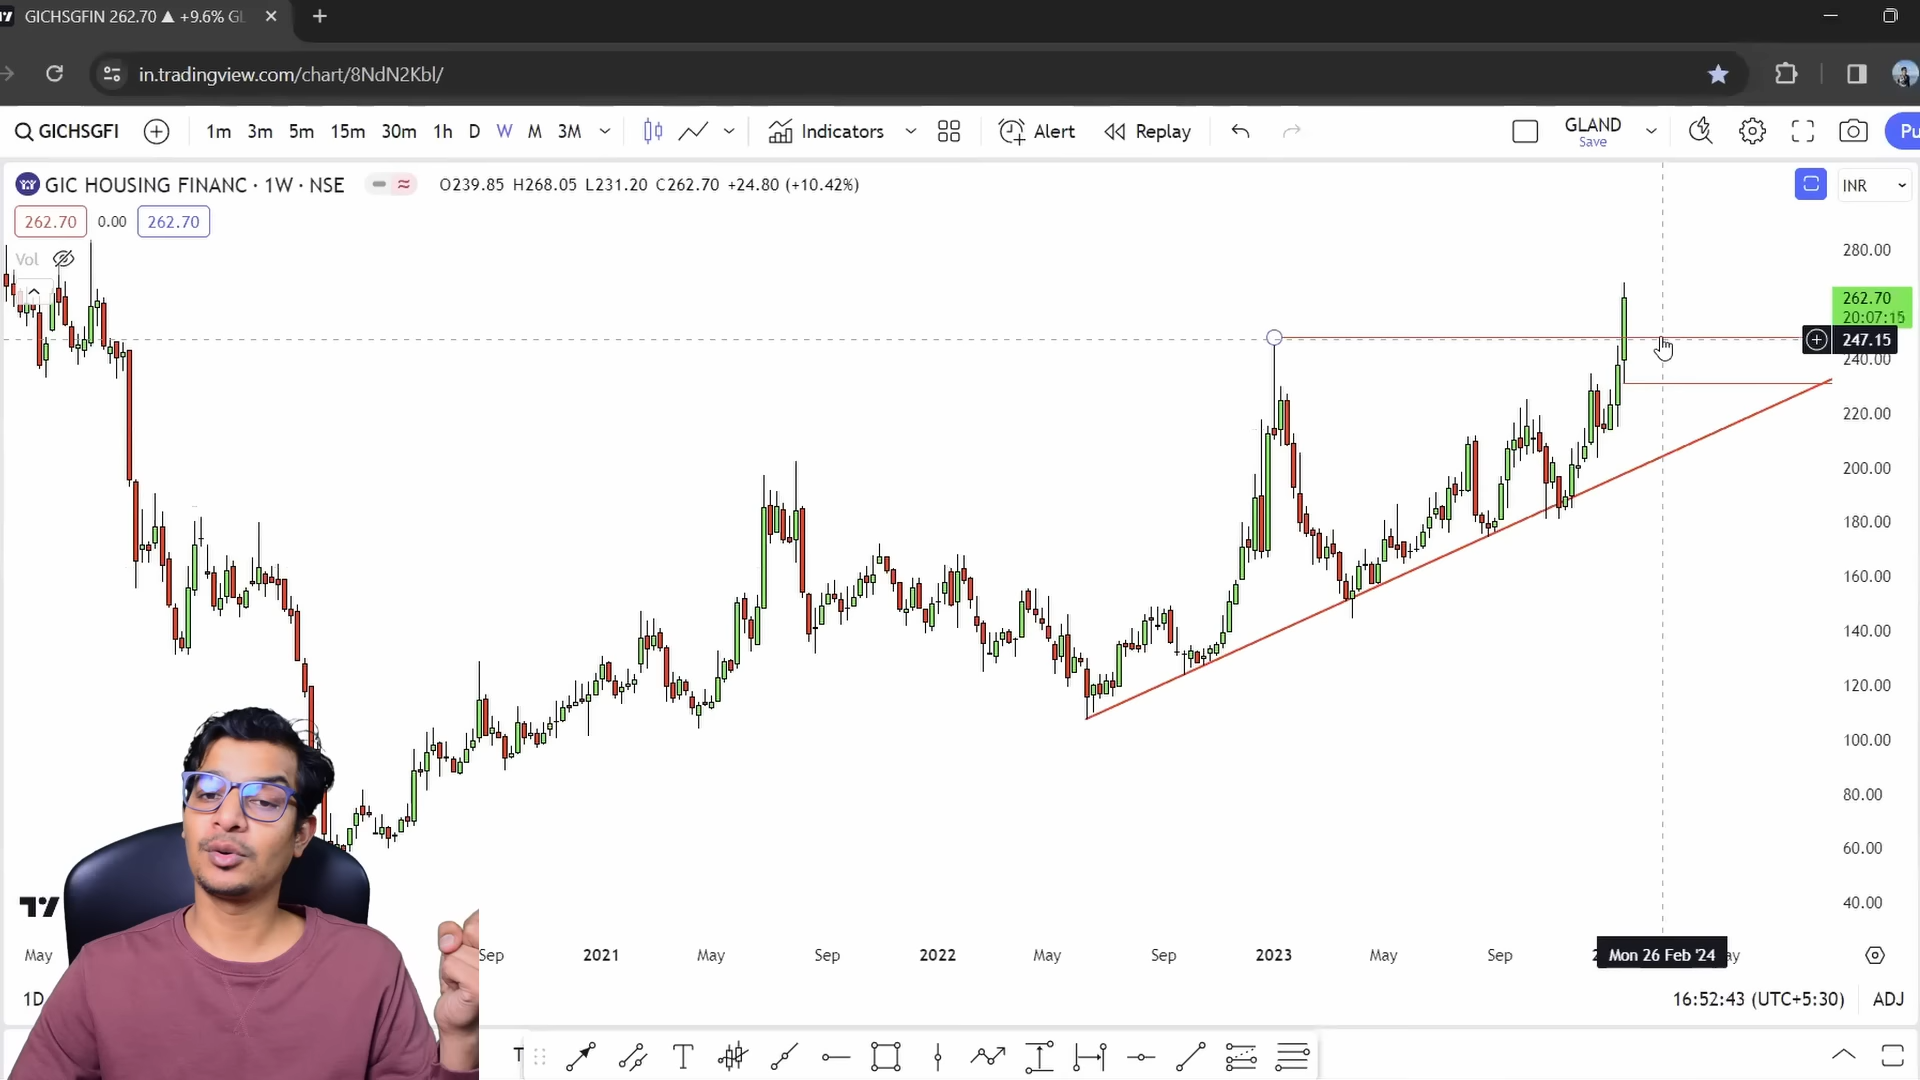 GICHSGFIN 262.70 ▲ +9.6% GL
in.tradingview.com/chart/8NdN2Kbl/
GICHSGFI 1m 3m 5m 15m 30m 1h D W M 3M Indicators Alert Replay GLAND Save Pu
GIC HOUSING FINANC · 1W · NSE O239.85 H268.05 L231.20 C262.70 +24.80 (+10.42%) INR
262.70 0.00 262.70
Vol
280.00
262.70
20:07:15
247.15
240.00
220.00
200.00
180.00
160.00
140.00
120.00
100.00
80.00
60.00
40.00
May Sep 2021 May Sep 2022 May Sep 2023 May Sep Mon 26 Feb '24
1D 16:52:43 (UTC+5:30) ADJ
T T